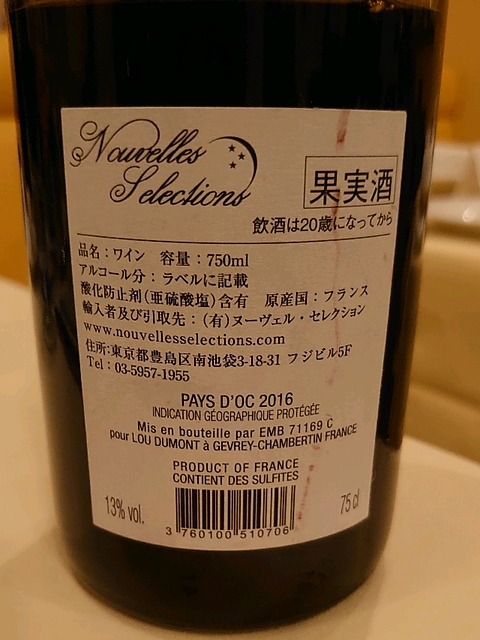 Nouvelles
Selections
果実酒
飲酒は20歳になってから
品名：ワイン 容量：750ml
アルコール分：ラベルに記載
酸化防止剤(亜硫酸塩)含有 原産国：フランス
輸入者及び引取先：(有)ヌーヴェル・セレクション
www.nouvellesselections.com
住所:東京都豊島区南池袋3-18-31 フジビル5F
Tel : 03-5957-1955
PAYS D'OC 2016
INDICATION GÉOGRAPHIQUE PROTÉGÉE
Mis en bouteille par EMB 71169 C
pour LOU DUMONT à GEVREY-CHAMBERTIN FRANCE
PRODUCT OF FRANCE
CONTIENT DES SULFITES
13% vol.
75 cl
3 760100 510706